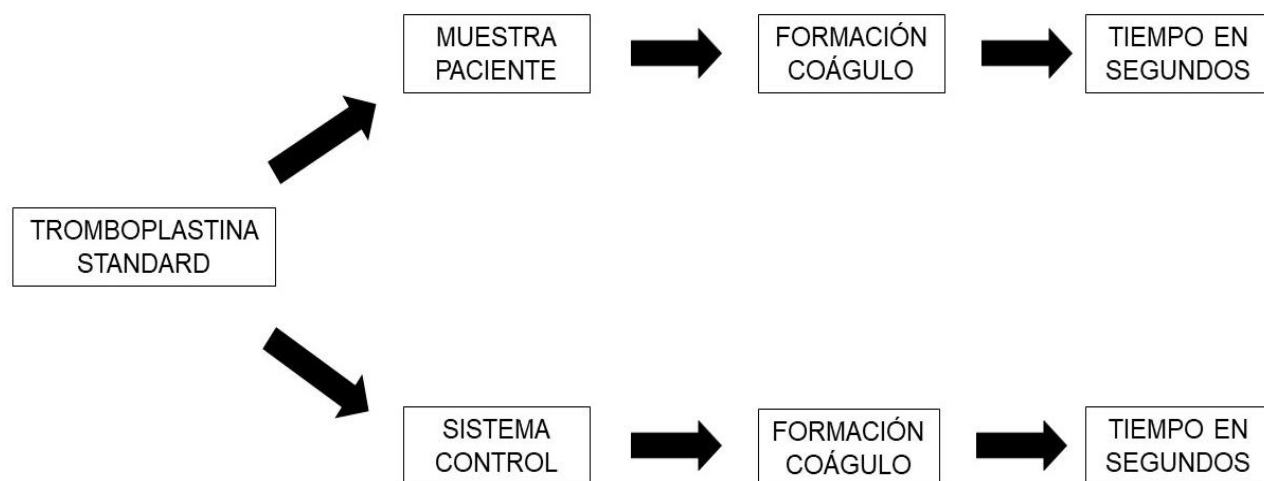 MUESTRA
PACIENTE
FORMACIÓN
COÁGULO
TIEMPO EN
SEGUNDOS
TROMBOPLASTINA
STANDARD
SISTEMA
CONTROL
FORMACIÓN
COÁGULO
TIEMPO EN
SEGUNDOS